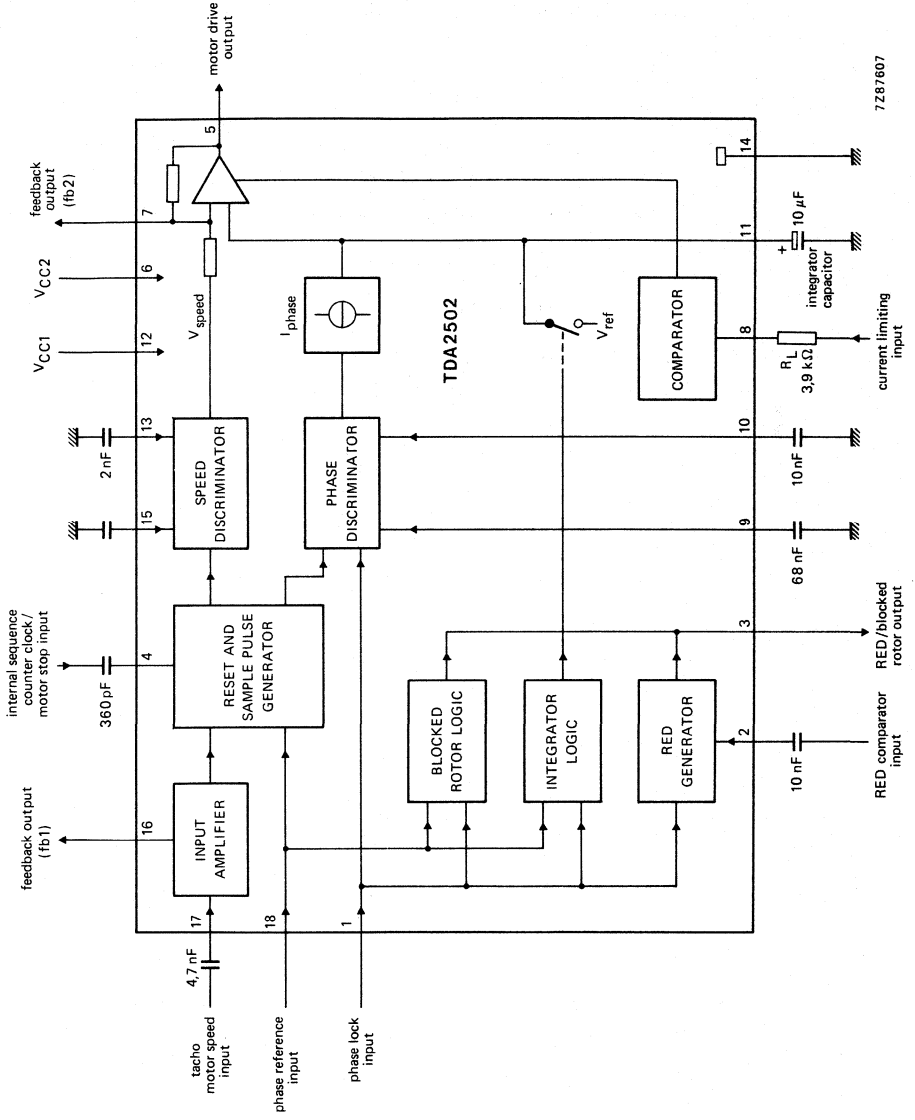 tacho
motor speed
input
phase reference
input
phase lock
input
4,7 nF
17
18
1
feedback output
(fb1)
16
internal sequence
counter clock/
motor stop input
360 pF
4
15
2 nF
13
VCC1
12
VCC2
6
feedback
output
(fb2)
7
motor drive
output
5
INPUT
AMPLIFIER
RESET AND
SAMPLE PULSE
GENERATOR
SPEED
DISCRIMINATOR
Vspeed
PHASE
DISCRIMINATOR
Iphase
TDA2502
BLOCKED
ROTOR LOGIC
INTEGRATOR
LOGIC
Vref
RED
GENERATOR
COMPARATOR
2
10 nF
RED comparator
input
3
RED/blocked
rotor output
9
68 nF
10
10 nF
8
RL
3,9 kΩ
current limiting
input
11
+
10 μF
integrator
capacitor
14
7Z87607